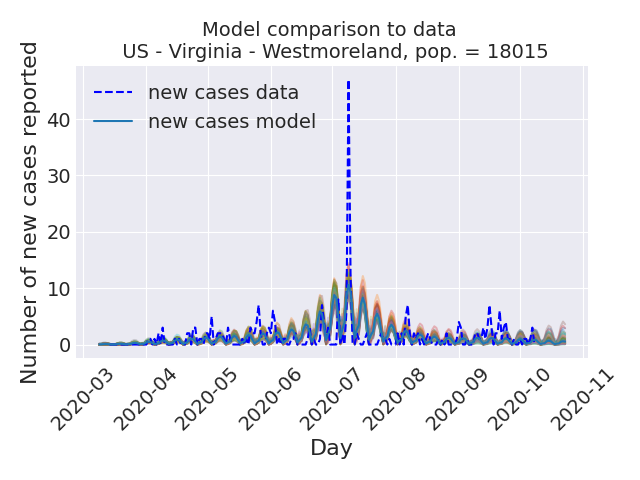 Model comparison to data
US - Virginia - Westmoreland, pop. = 18015
Number of new cases reported
new cases data
new cases model
40
30
20
10
0
2020-03
2020-04
2020-05
2020-06
2020-07
2020-08
2020-09
2020-10
2020-11
Day